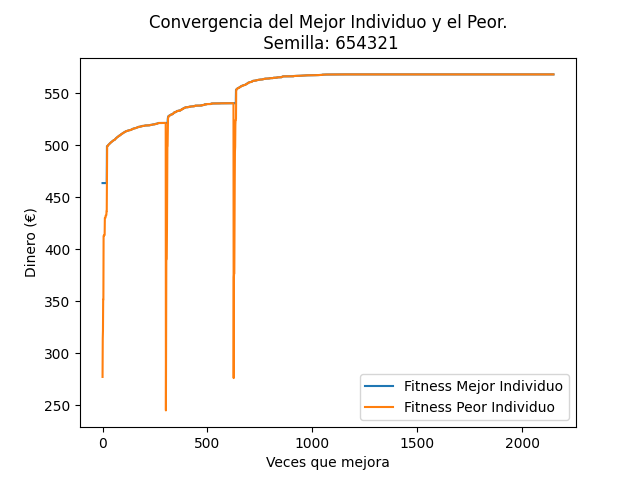 Convergencia del Mejor Individuo y el Peor.
Semilla: 654321
Dinero (€)
550
500
450
400
350
300
250
0
500
1000
1500
2000
Veces que mejora
Fitness Mejor Individuo
Fitness Peor Individuo